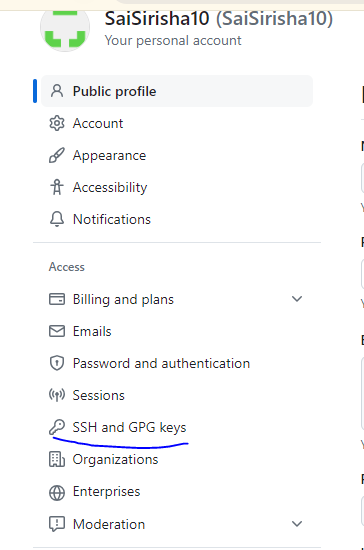 SaiSirisha10 (SaiSirisha10)
Your personal account
Public profile
Account
Appearance
Accessibility
Notifications
Access
Billing and plans
Emails
Password and authentication
Sessions
SSH and GPG keys
Organizations
Enterprises
Moderation